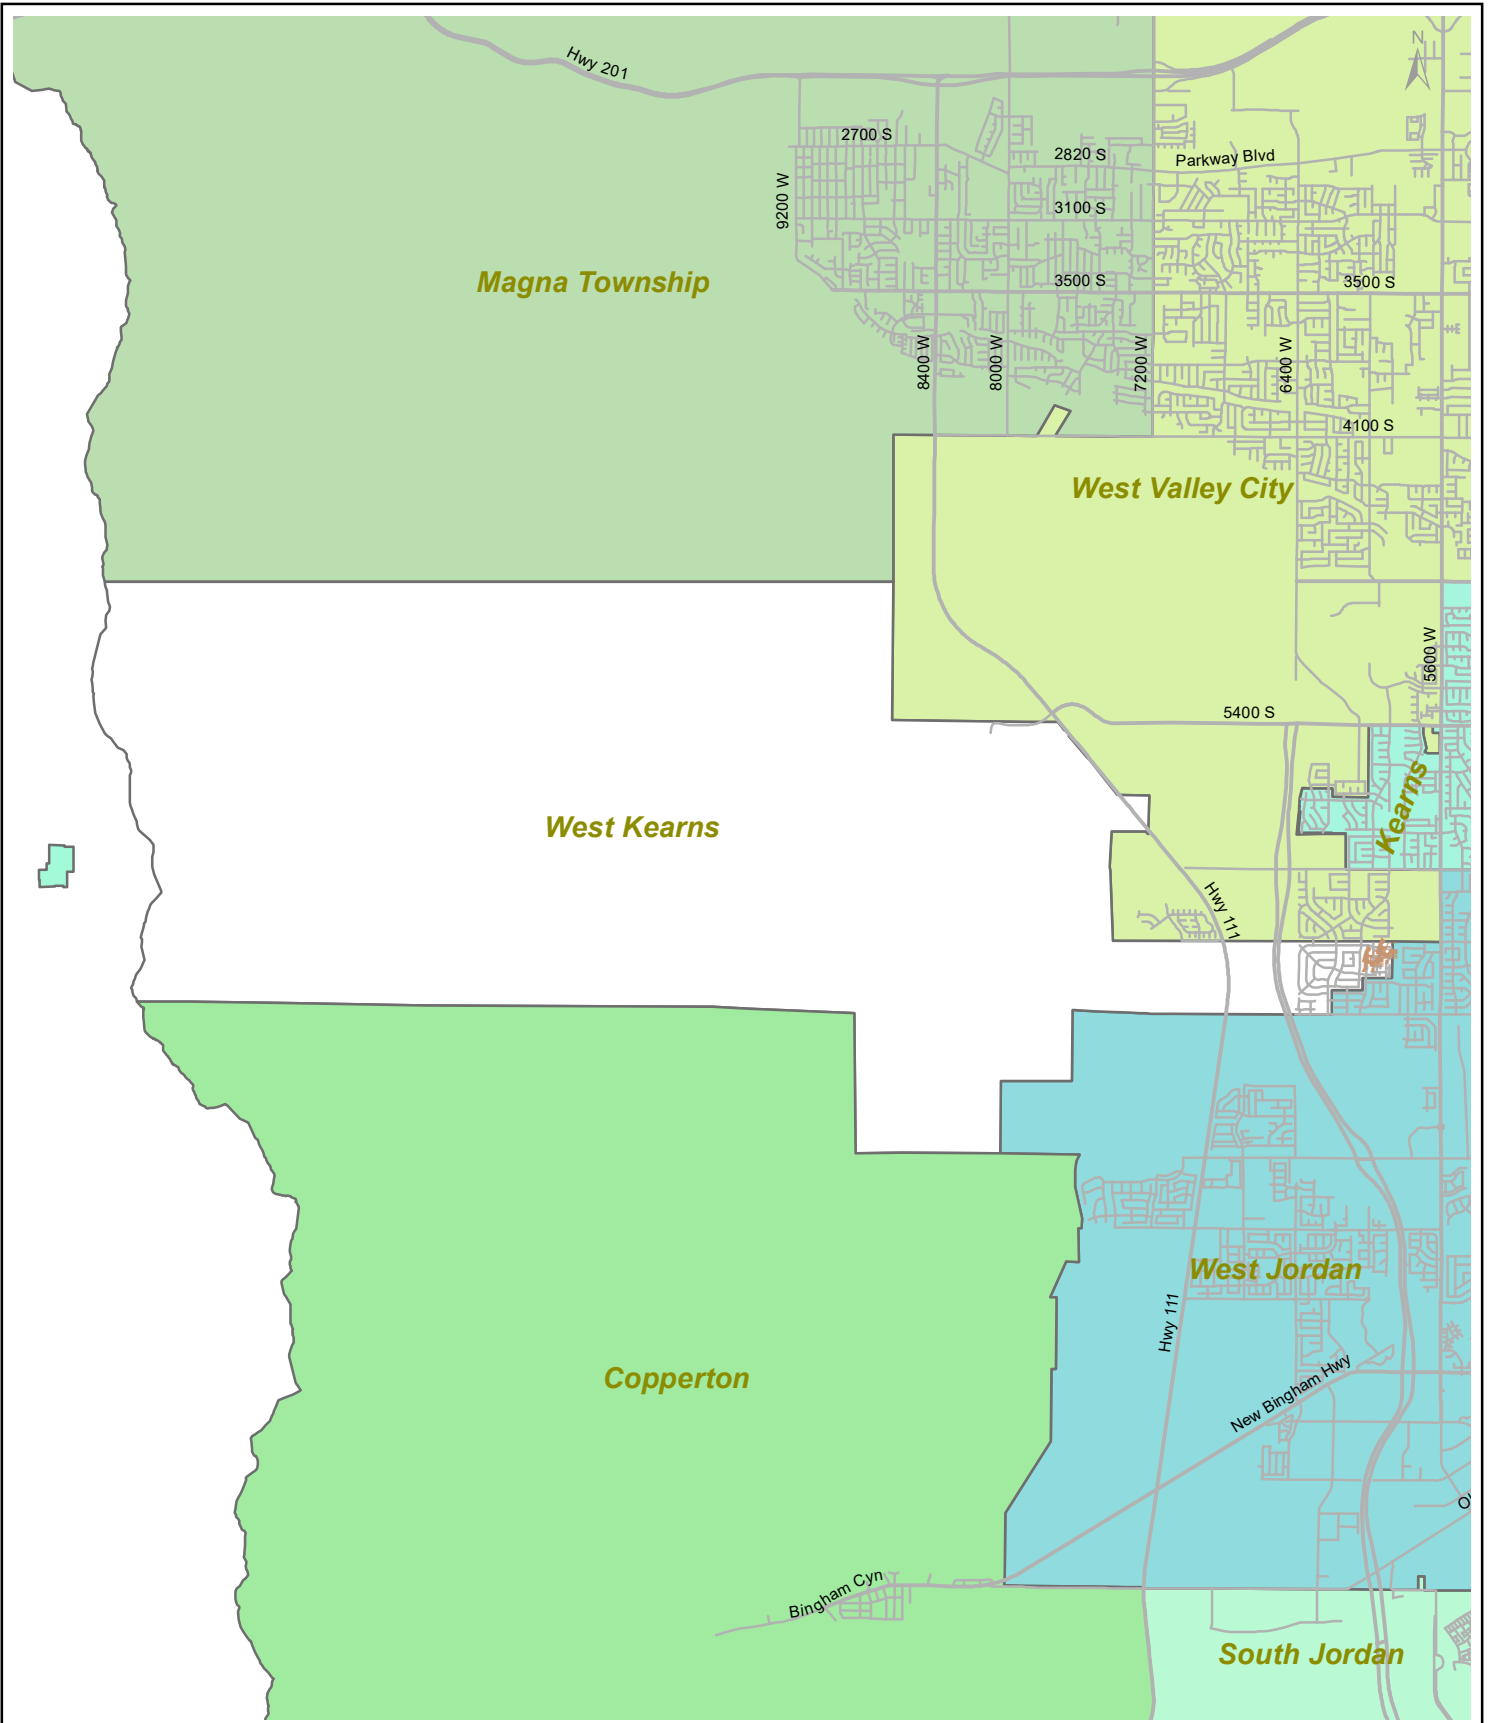 N
Hwy 201
2700 S
2820 S
Parkway Blvd
9200 W
3100 S
Magna Township
3500 S
3500 S
8400 W
8000 W
7200 W
6400 W
4100 S
West Valley City
5600 W
5400 S
Kearns
West Kearns
Hwy 111
West Jordan
Hwy 111
Copperton
New Bingham Hwy
Bingham Cyn
South Jordan